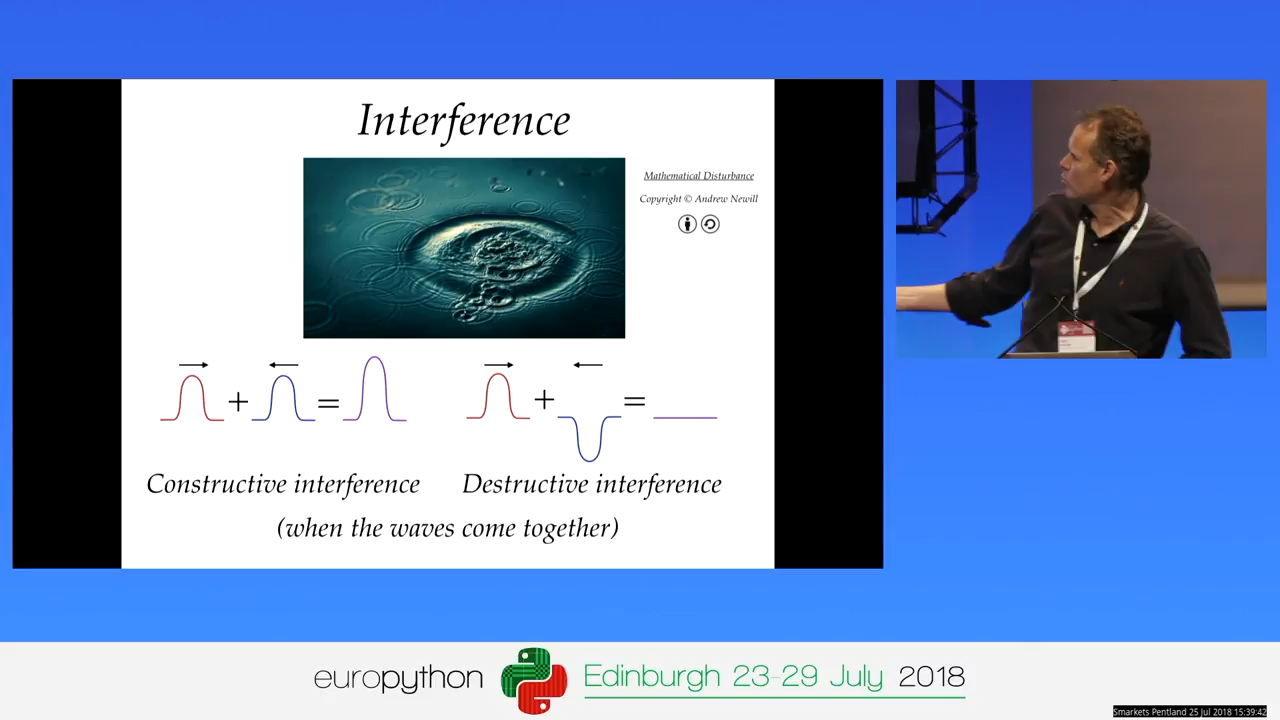 Interference
Mathematical Disturbance
Copyright © Andrew Newill
+ = + =
Constructive interference Destructive interference
(when the waves come together)
europython Edinburgh 23-29 July 2018
Smarkets Pentland 25 Jul 2018 15:39:42